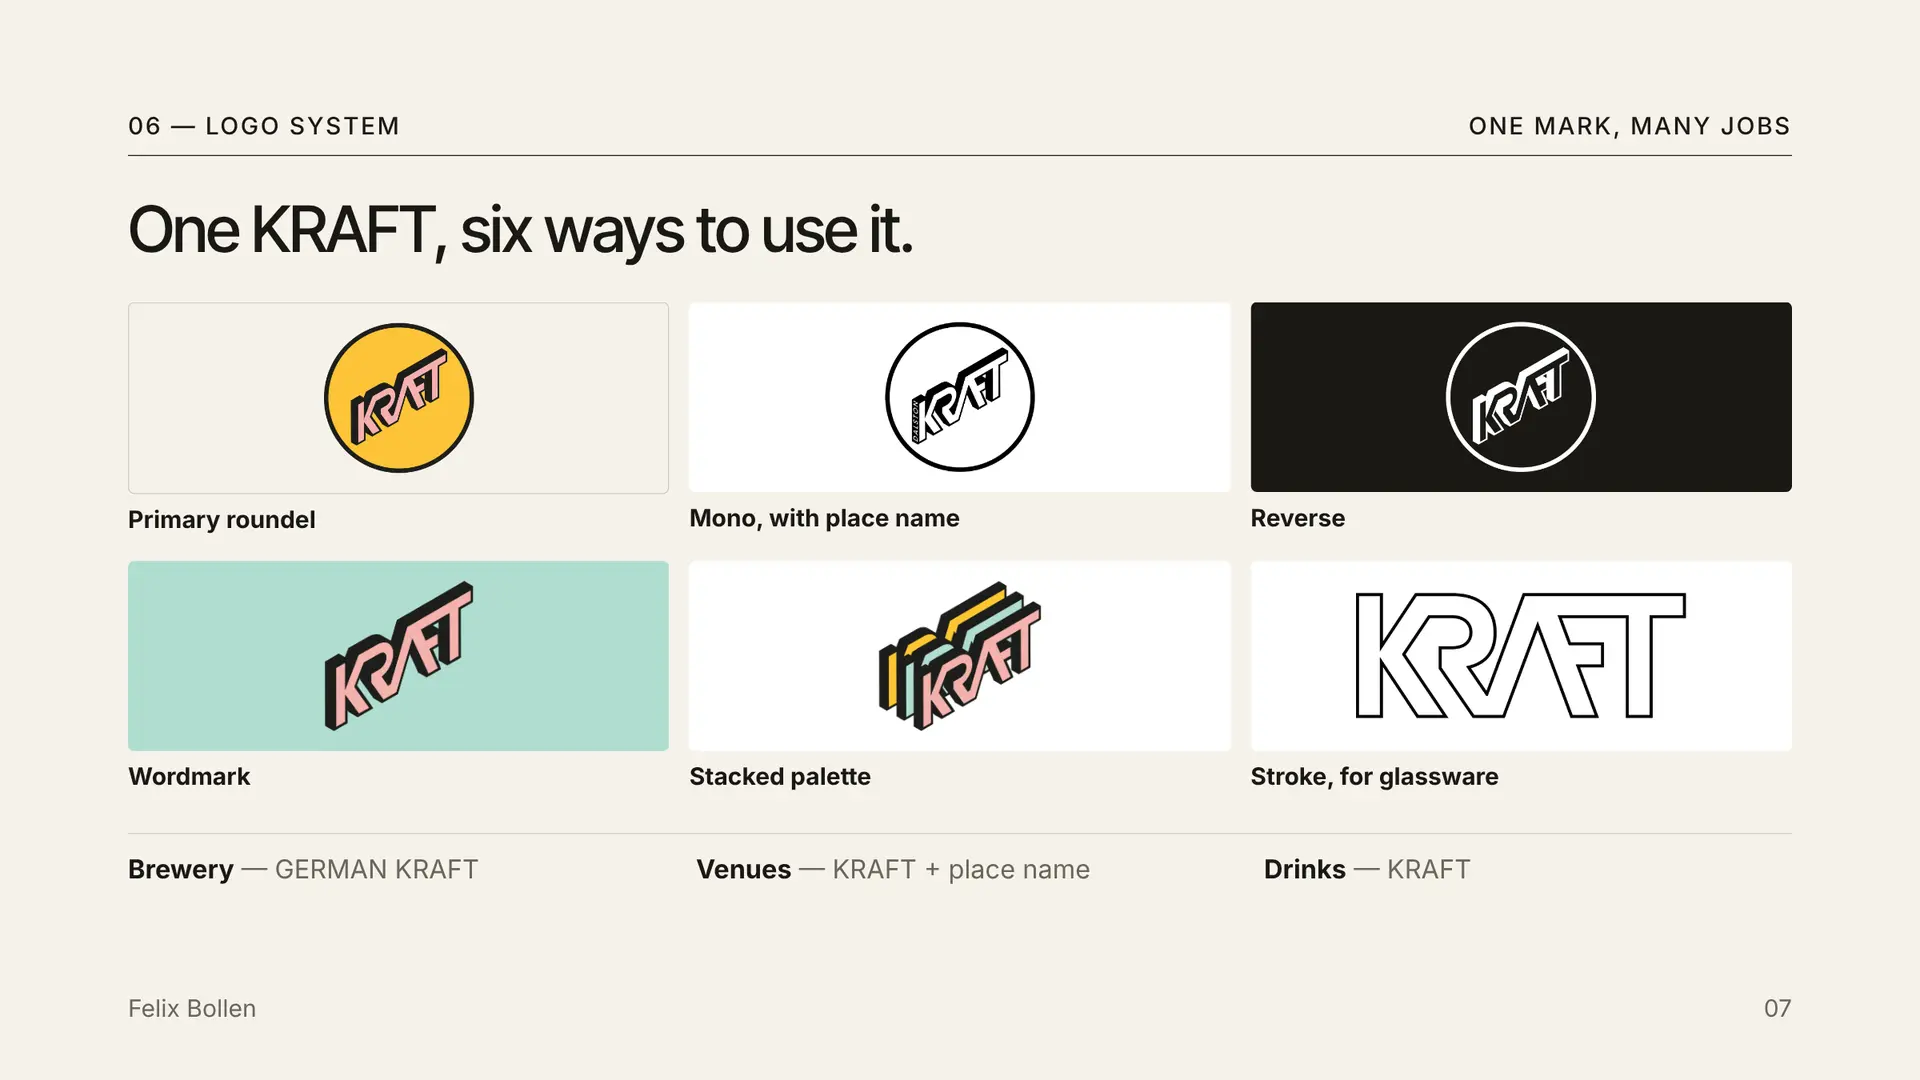 06 — LOGO SYSTEM
ONE MARK, MANY JOBS
One KRAFT, six ways to use it.
KRAFT
DALSTON
KRAFT
KRAFT
Primary roundel
Mono, with place name
Reverse
KRAFT
KRAFT
KRAFT
Wordmark
Stacked palette
Stroke, for glassware
Brewery — GERMAN KRAFT
Venues — KRAFT + place name
Drinks — KRAFT
Felix Bollen
07